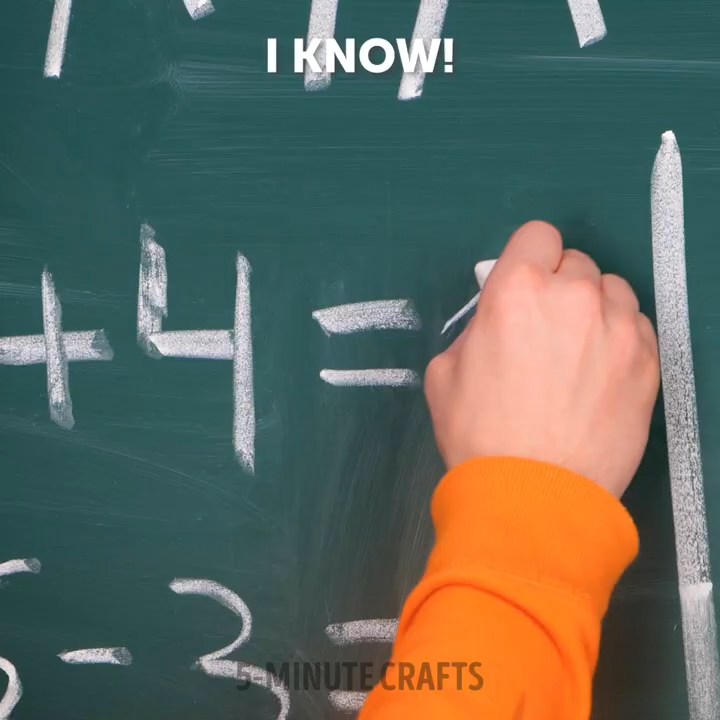 I KNOW!
+4=
- 3 =
5-MINUTE CRAFTS